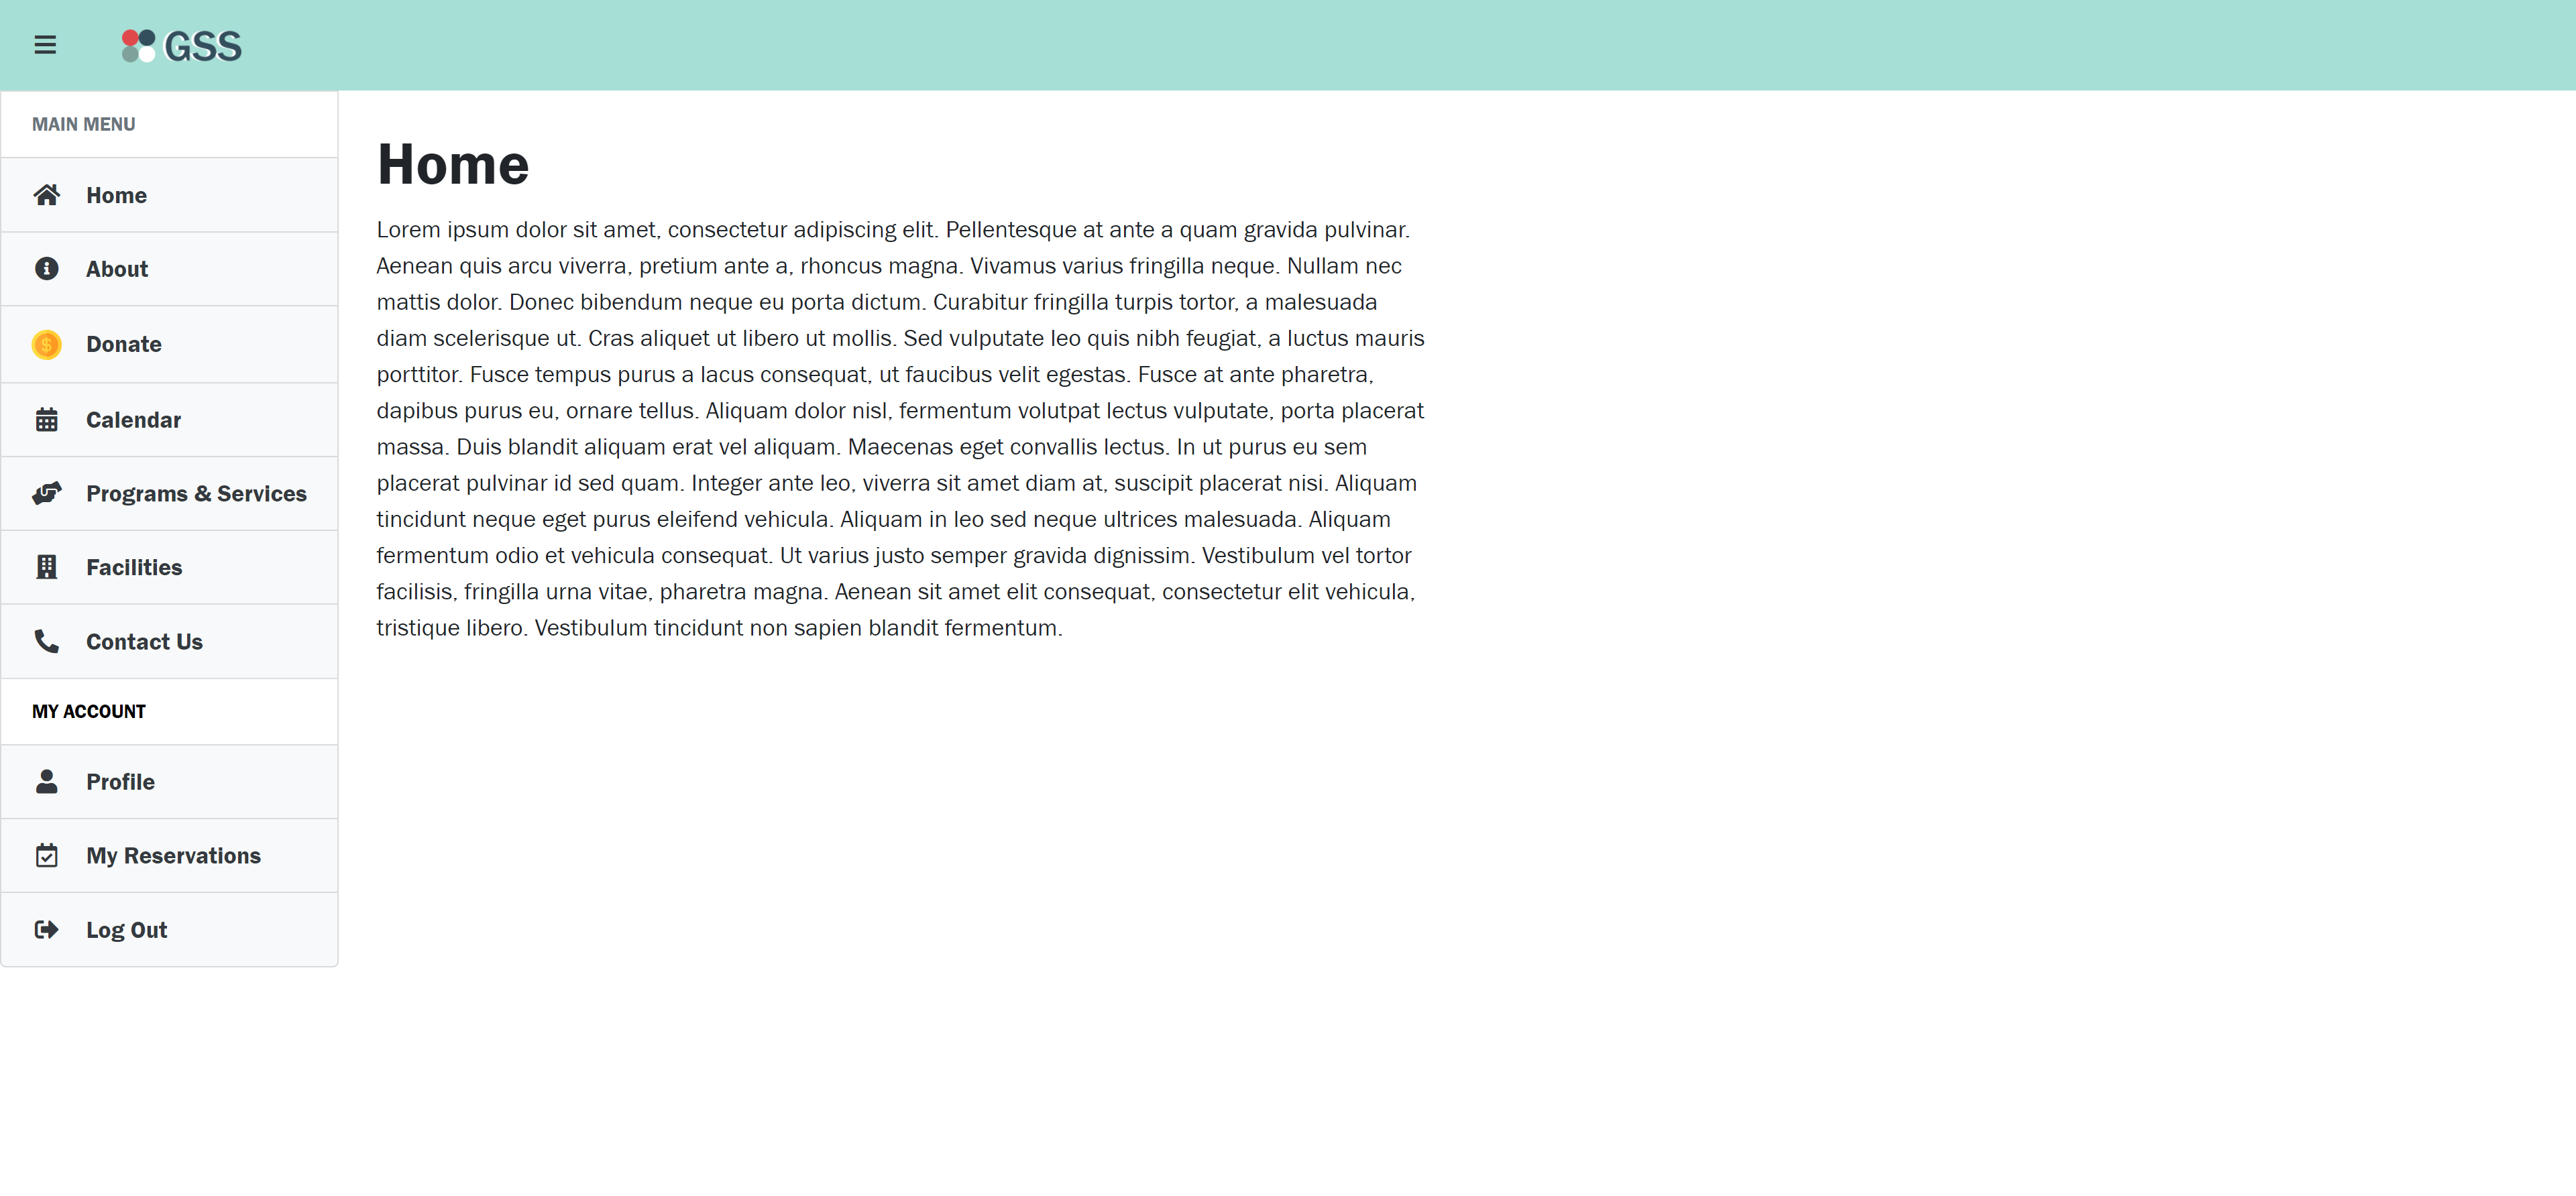 GSS
MAIN MENU
Home
About
Donate
Calendar
Programs & Services
Facilities
Contact Us
MY ACCOUNT
Profile
My Reservations
Log Out
Home
Lorem ipsum dolor sit amet, consectetur adipiscing elit. Pellentesque at ante a quam gravida pulvinar.
Aenean quis arcu viverra, pretium ante a, rhoncus magna. Vivamus varius fringilla neque. Nullam nec
mattis dolor. Donec bibendum neque eu porta dictum. Curabitur fringilla turpis tortor, a malesuada
diam scelerisque ut. Cras aliquet ut libero ut mollis. Sed vulputate leo quis nibh feugiat, a luctus mauris
porttitor. Fusce tempus purus a lacus consequat, ut faucibus velit egestas. Fusce at ante pharetra,
dapibus purus eu, ornare tellus. Aliquam dolor nisl, fermentum volutpat lectus vulputate, porta placerat
massa. Duis blandit aliquam erat vel aliquam. Maecenas eget convallis lectus. In ut purus eu sem
placerat pulvinar id sed quam. Integer ante leo, viverra sit amet diam at, suscipit placerat nisi. Aliquam
tincidunt neque eget purus eleifend vehicula. Aliquam in leo sed neque ultrices malesuada. Aliquam
fermentum odio et vehicula consequat. Ut varius justo semper gravida dignissim. Vestibulum vel tortor
facilisis, fringilla urna vitae, pharetra magna. Aenean sit amet elit consequat, consectetur elit vehicula,
tristique libero. Vestibulum tincidunt non sapien blandit fermentum.